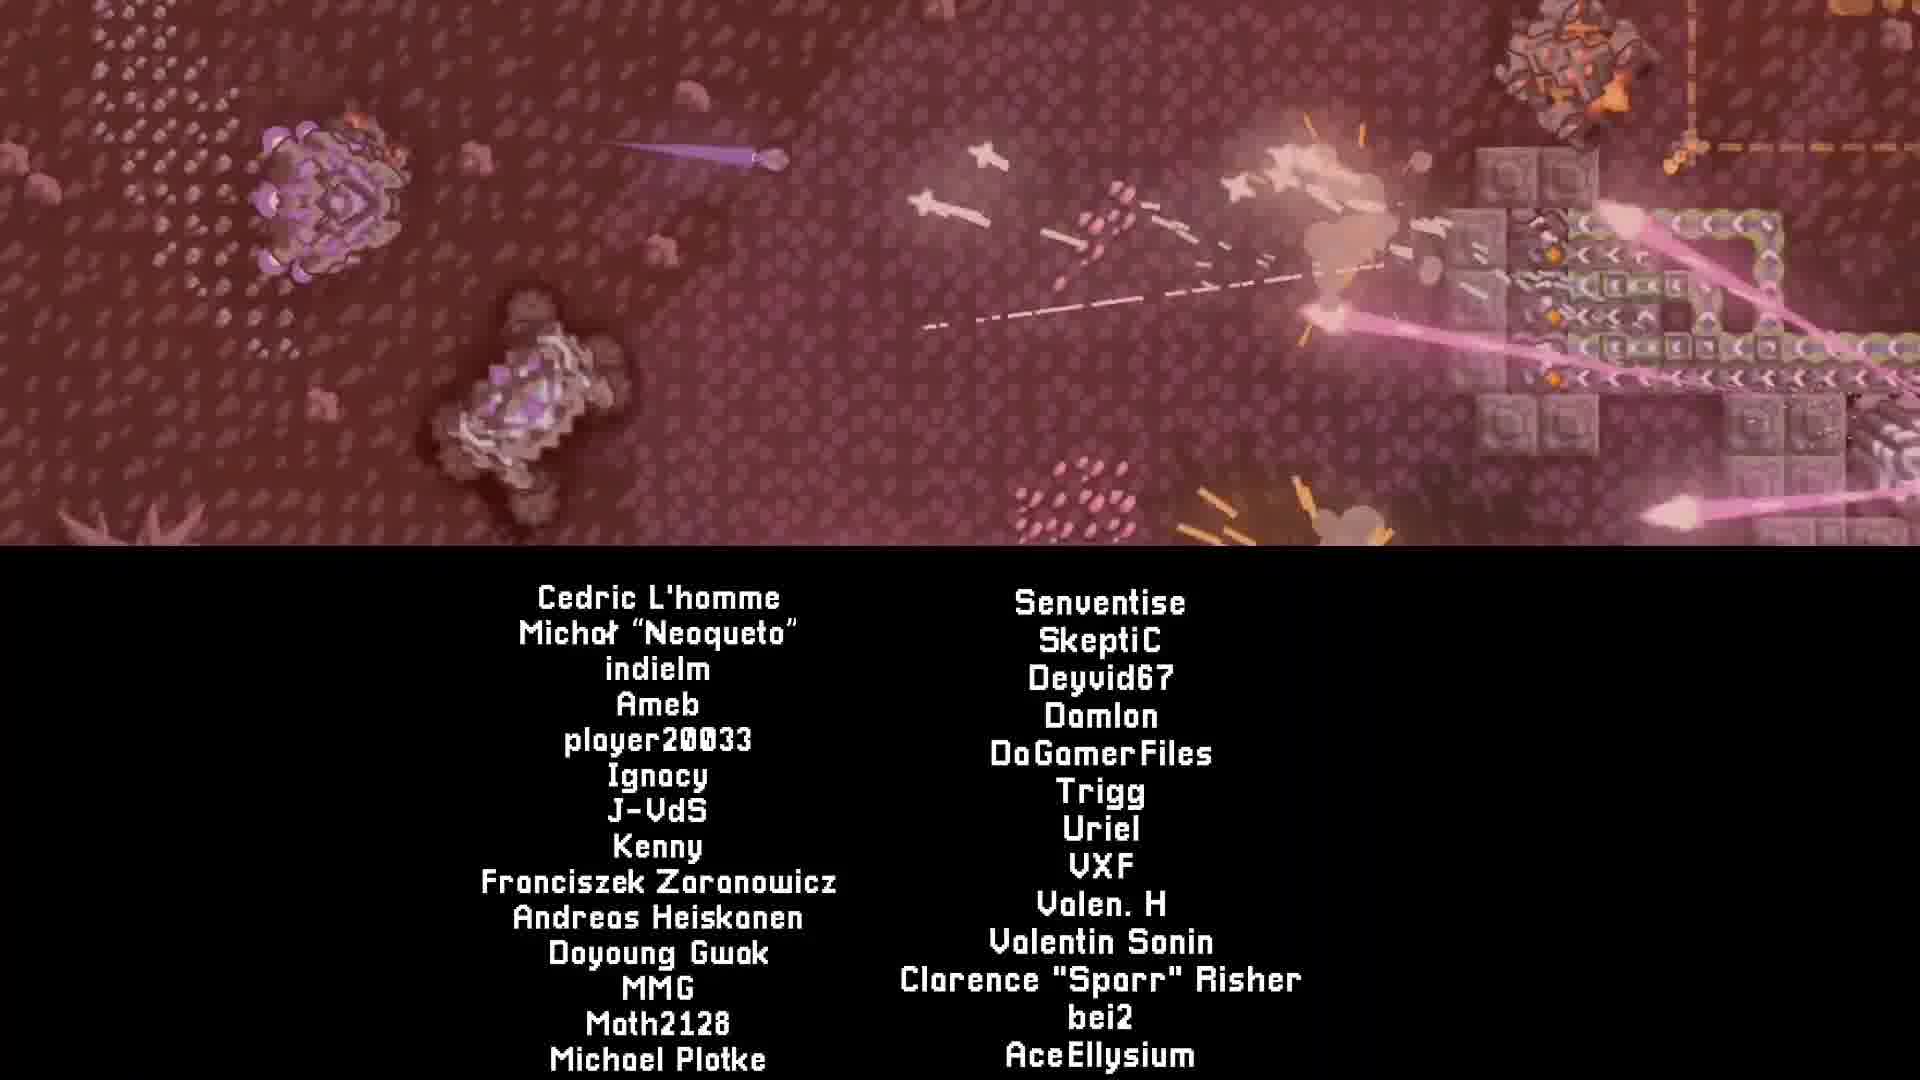 Cedric L'homme
Michał “Neoqueto”
indielm
Ameb
player20033
Ignacy
J-VdS
Kenny
Franciszek Zaranowicz
Andreas Heiskanen
Doyoung Gwak
MMG
Math2128
Michael Plotke
Senventise
SkeptiC
Deyvid67
Damlon
DaGamerFiles
Trigg
Uriel
VXF
Valen. H
Valentin Sonin
Clarence "Sparr" Risher
bei2
AceEllysium